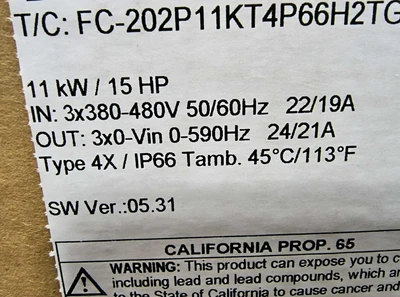 T/C: FC-202P11KT4P66H2TG
11 kW / 15 HP
IN: 3x380-480V 50/60Hz 22/19A
OUT: 3x0-Vin 0-590Hz 24/21A
Type 4X / IP66 Tamb. 45°C/113°F
SW Ver.:05.31
CALIFORNIA PROP. 65
WARNING: This product can expose you to c
including lead and lead compounds, which ar
to the State of California to cause cancer and